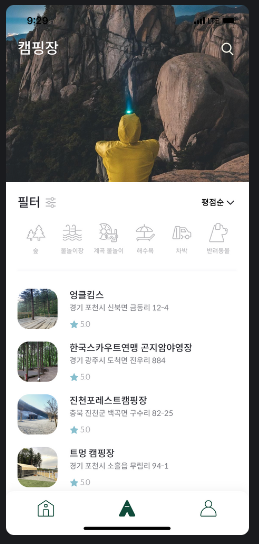 9:29
LTE
캠핑장
필터
평점순
숲
물놀이장
계곡 물놀이
해수욕
차박
반려동물
엉클킴스
경기 포천시 신북면 금동리 12-4
5.0
한국스카우트연맹 곤지암야영장
경기 광주시 도척면 진우리 884
5.0
진천포레스트캠핑장
충북 진천군 백곡면 구수리 82-25
5.0
트멍 캠핑장
경기 포천시 소흘읍 무림리 94-1
5.0